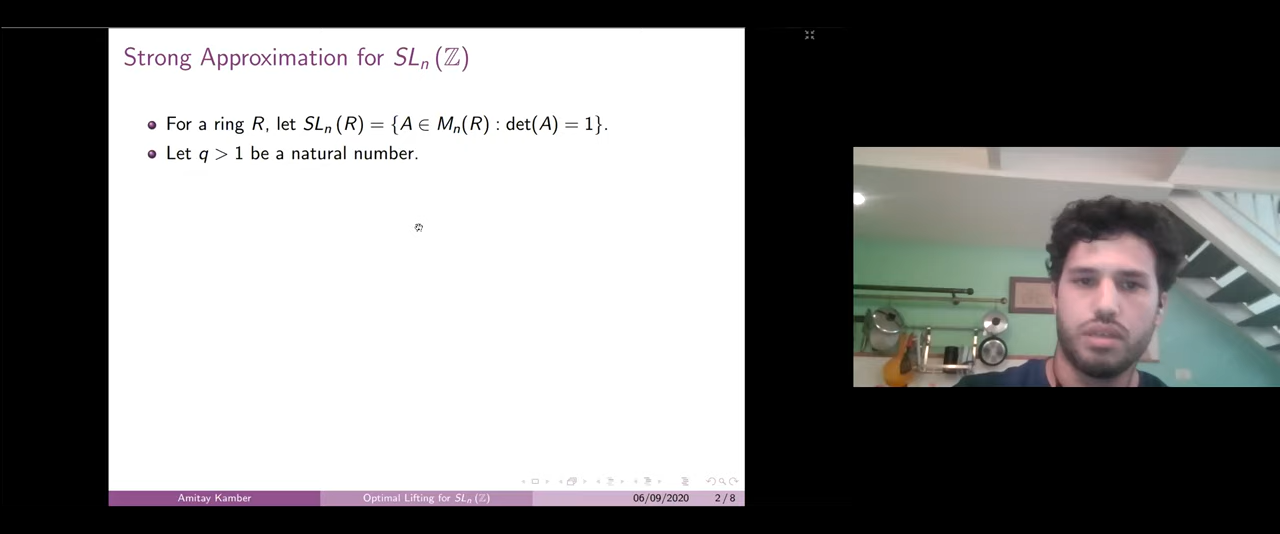 Strong Approximation for SLₙ (ℤ)
For a ring R, let SLₙ (R) = {A ∈ Mₙ(R) : det(A) = 1}.
Let q > 1 be a natural number.
Amitay Kamber
Optimal Lifting for SLₙ (ℤ)
06/09/2020
2 / 8